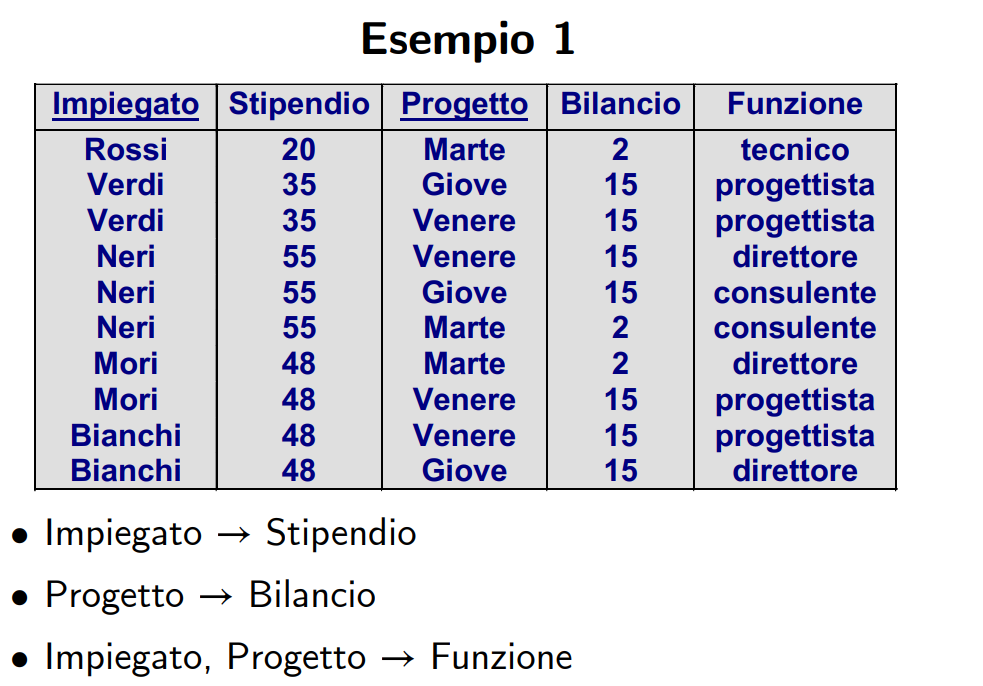 Esempio 1
Impiegato Stipendio Progetto Bilancio Funzione
Rossi 20 Marte 2 tecnico
Verdi 35 Giove 15 progettista
Verdi 35 Venere 15 progettista
Neri 55 Venere 15 direttore
Neri 55 Giove 15 consulente
Neri 55 Marte 2 consulente
Mori 48 Marte 2 direttore
Mori 48 Venere 15 progettista
Bianchi 48 Venere 15 progettista
Bianchi 48 Giove 15 direttore
• Impiegato → Stipendio
• Progetto → Bilancio
• Impiegato, Progetto → Funzione